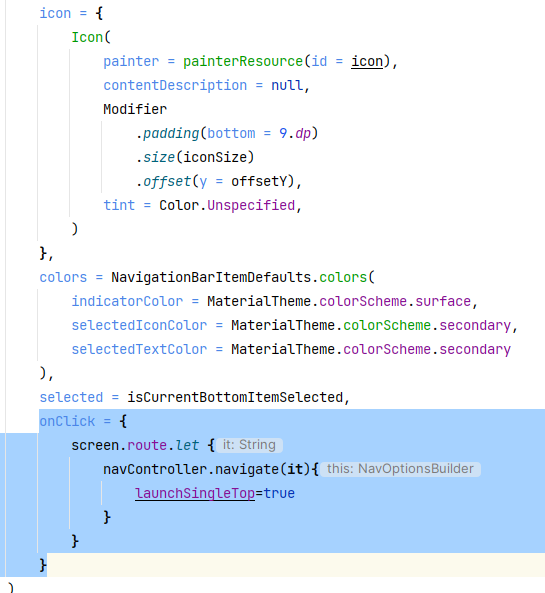 icon = {
    Icon(
        painter = painterResource(id = icon),
        contentDescription = null,
        Modifier
            .padding(bottom = 9.dp)
            .size(iconSize)
            .offset(y = offsetY),
        tint = Color.Unspecified,
    )
},
colors = NavigationBarItemDefaults.colors(
    indicatorColor = MaterialTheme.colorScheme.surface,
    selectedIconColor = MaterialTheme.colorScheme.secondary,
    selectedTextColor = MaterialTheme.colorScheme.secondary
),
selected = isCurrentBottomItemSelected,
onClick = {
    screen.route.let { it: String
        navController.navigate(it){ this: NavOptionsBuilder
            launchSingleTop=true
        }
    }
}
)